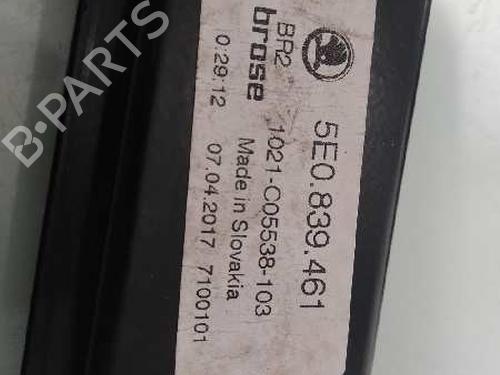 BR2
brose
0:29:12
5E0.839.461
1021-C05538-103
Made in Slovakia
07.04.2017 7100101
B-PARTS